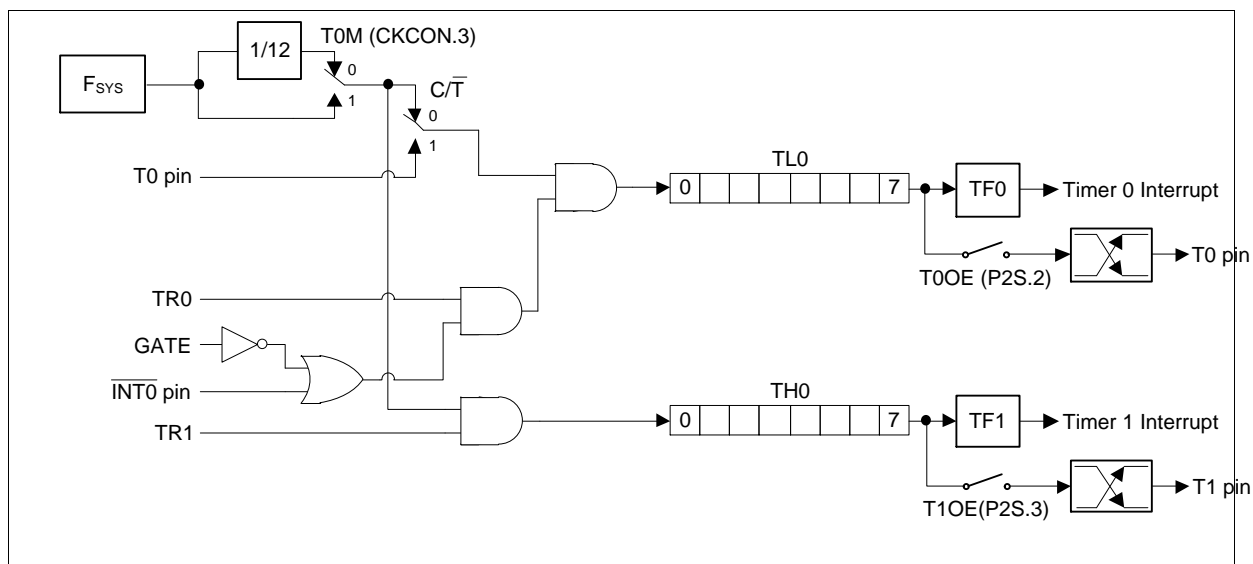 T0M (CKCON.3)
1/12
0
1
FSYS
C/T̅
0
1
T0 pin
TL0
0 7
TF0
Timer 0 Interrupt
T0OE (P2S.2)
T0 pin
TR0
GATE
I̅N̅T̅0̅ pin
TR1
TH0
0 7
TF1
Timer 1 Interrupt
T1OE(P2S.3)
T1 pin